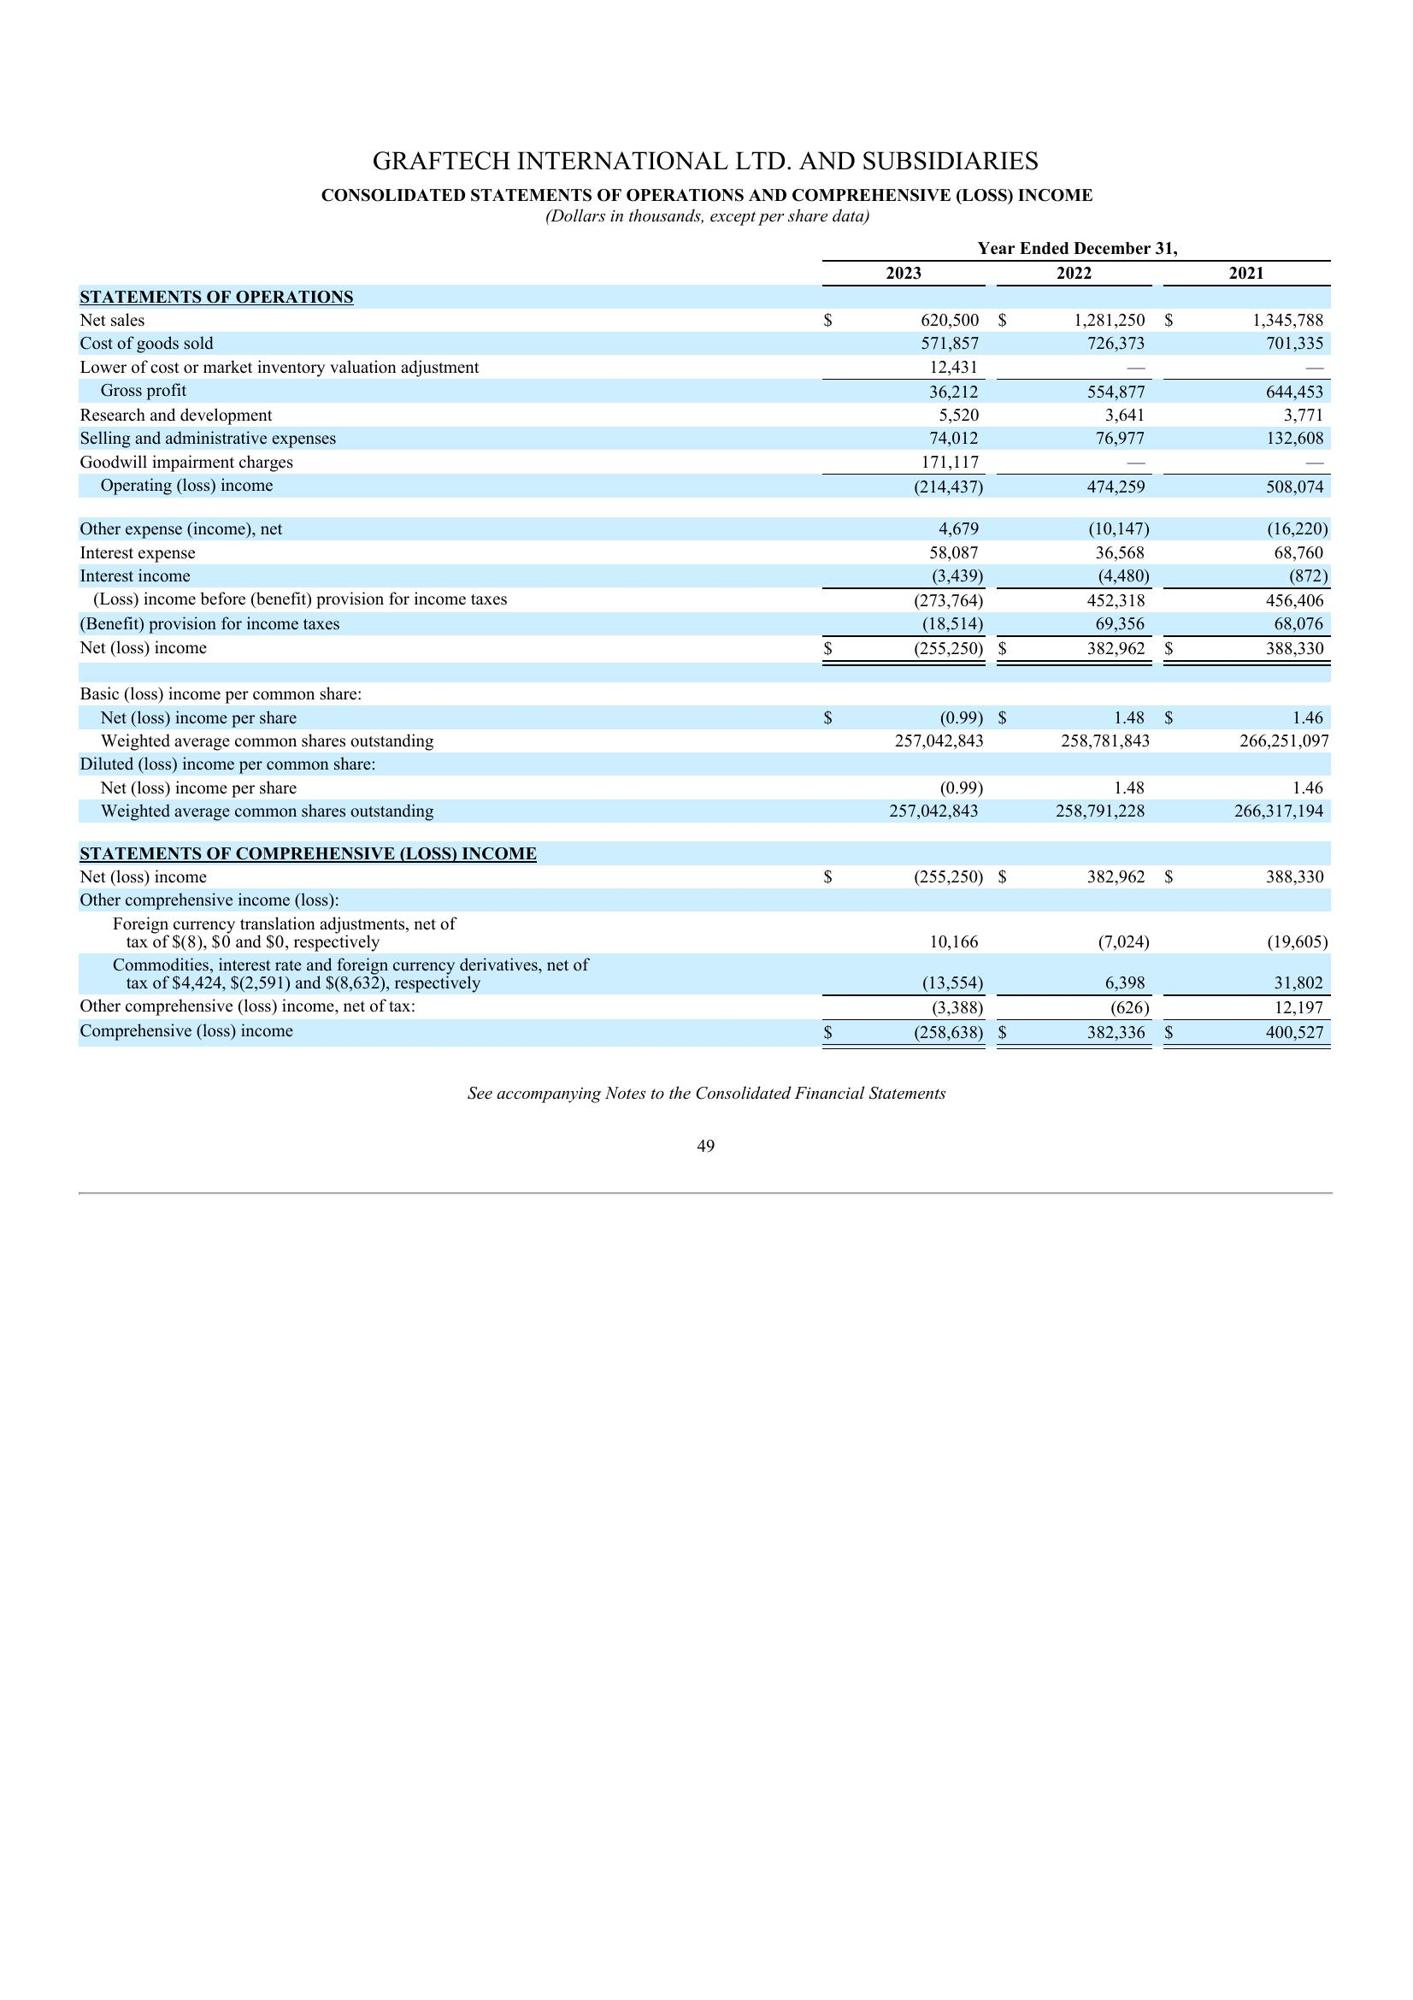 GRAFTECH INTERNATIONAL LTD. AND SUBSIDIARIES
CONSOLIDATED STATEMENTS OF OPERATIONS AND COMPREHENSIVE (LOSS) INCOME
(Dollars in thousands, except per share data)
Year Ended December 31,
2023 2022 2021
STATEMENTS OF OPERATIONS
Net sales $ 620,500 $ 1,281,250 $ 1,345,788
Cost of goods sold 571,857 726,373 701,335
Lower of cost or market inventory valuation adjustment 12,431 — —
Gross profit 36,212 554,877 644,453
Research and development 5,520 3,641 3,771
Selling and administrative expenses 74,012 76,977 132,608
Goodwill impairment charges 171,117 — —
Operating (loss) income (214,437) 474,259 508,074
Other expense (income), net 4,679 (10,147) (16,220)
Interest expense 58,087 36,568 68,760
Interest income (3,439) (4,480) (872)
(Loss) income before (benefit) provision for income taxes (273,764) 452,318 456,406
(Benefit) provision for income taxes (18,514) 69,356 68,076
Net (loss) income $ (255,250) $ 382,962 $ 388,330
Basic (loss) income per common share:
Net (loss) income per share $ (0.99) $ 1.48 $ 1.46
Weighted average common shares outstanding 257,042,843 258,781,843 266,251,097
Diluted (loss) income per common share:
Net (loss) income per share (0.99) 1.48 1.46
Weighted average common shares outstanding 257,042,843 258,791,228 266,317,194
STATEMENTS OF COMPREHENSIVE (LOSS) INCOME
Net (loss) income $ (255,250) $ 382,962 $ 388,330
Other comprehensive income (loss):
Foreign currency translation adjustments, net of
tax of $(8), $0 and $0, respectively 10,166 (7,024) (19,605)
Commodities, interest rate and foreign currency derivatives, net of
tax of $4,424, $(2,591) and $(8,632), respectively (13,554) 6,398 31,802
Other comprehensive (loss) income, net of tax: (3,388) (626) 12,197
Comprehensive (loss) income $ (258,638) $ 382,336 $ 400,527
See accompanying Notes to the Consolidated Financial Statements
49